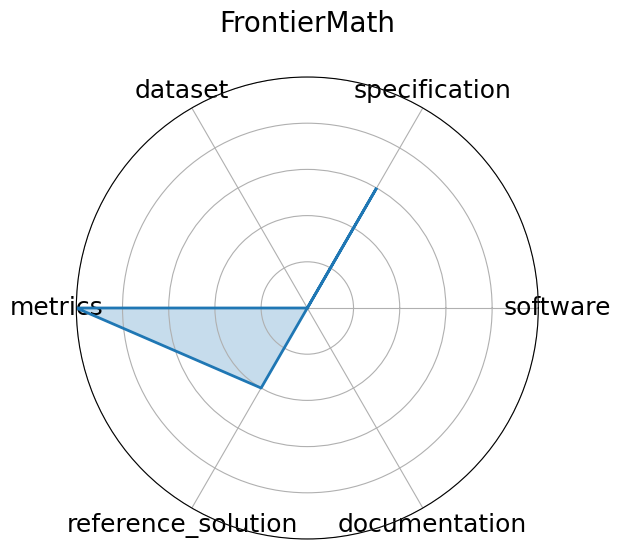 FrontierMath
dataset
specification
metrics
software
reference_solution
documentation